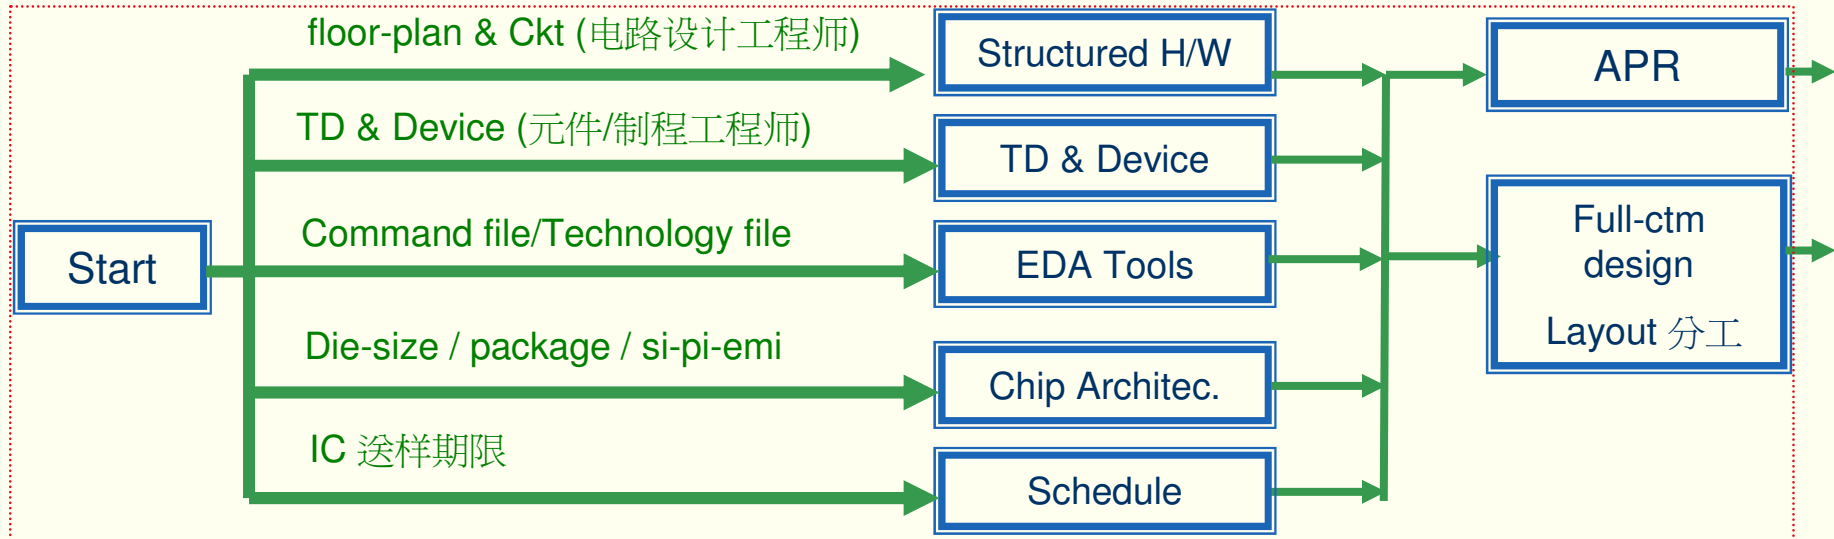 floor-plan & Ckt (电路设计工程师)
Structured H/W
APR
TD & Device (元件/制程工程师)
TD & Device
Command file/Technology file
Start
EDA Tools
Full-ctm
design
Layout 分工
Die-size / package / si-pi-emi
Chip Architec.
IC 送样期限
Schedule